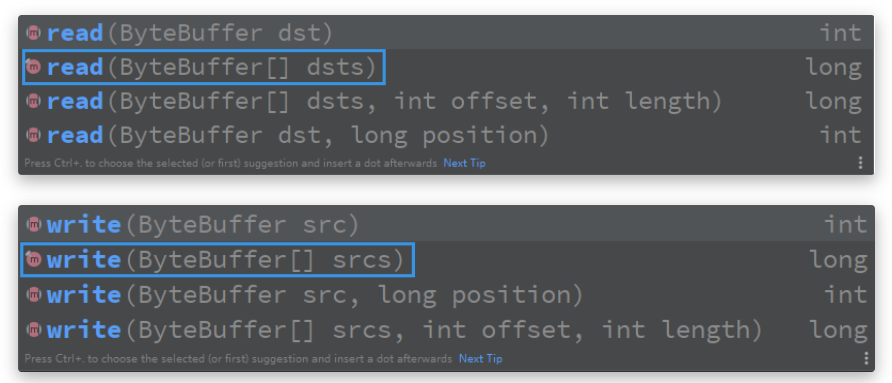 read(ByteBuffer dst) int
read(ByteBuffer[] dsts) long
read(ByteBuffer[] dsts, int offset, int length) long
read(ByteBuffer dst, long position) int
Press Ctrl+. to choose the selected (or first) suggestion and insert a dot afterwards Next Tip
write(ByteBuffer src) int
write(ByteBuffer[] srcs) long
write(ByteBuffer src, long position) int
write(ByteBuffer[] srcs, int offset, int length) long
Press Ctrl+. to choose the selected (or first) suggestion and insert a dot afterwards Next Tip